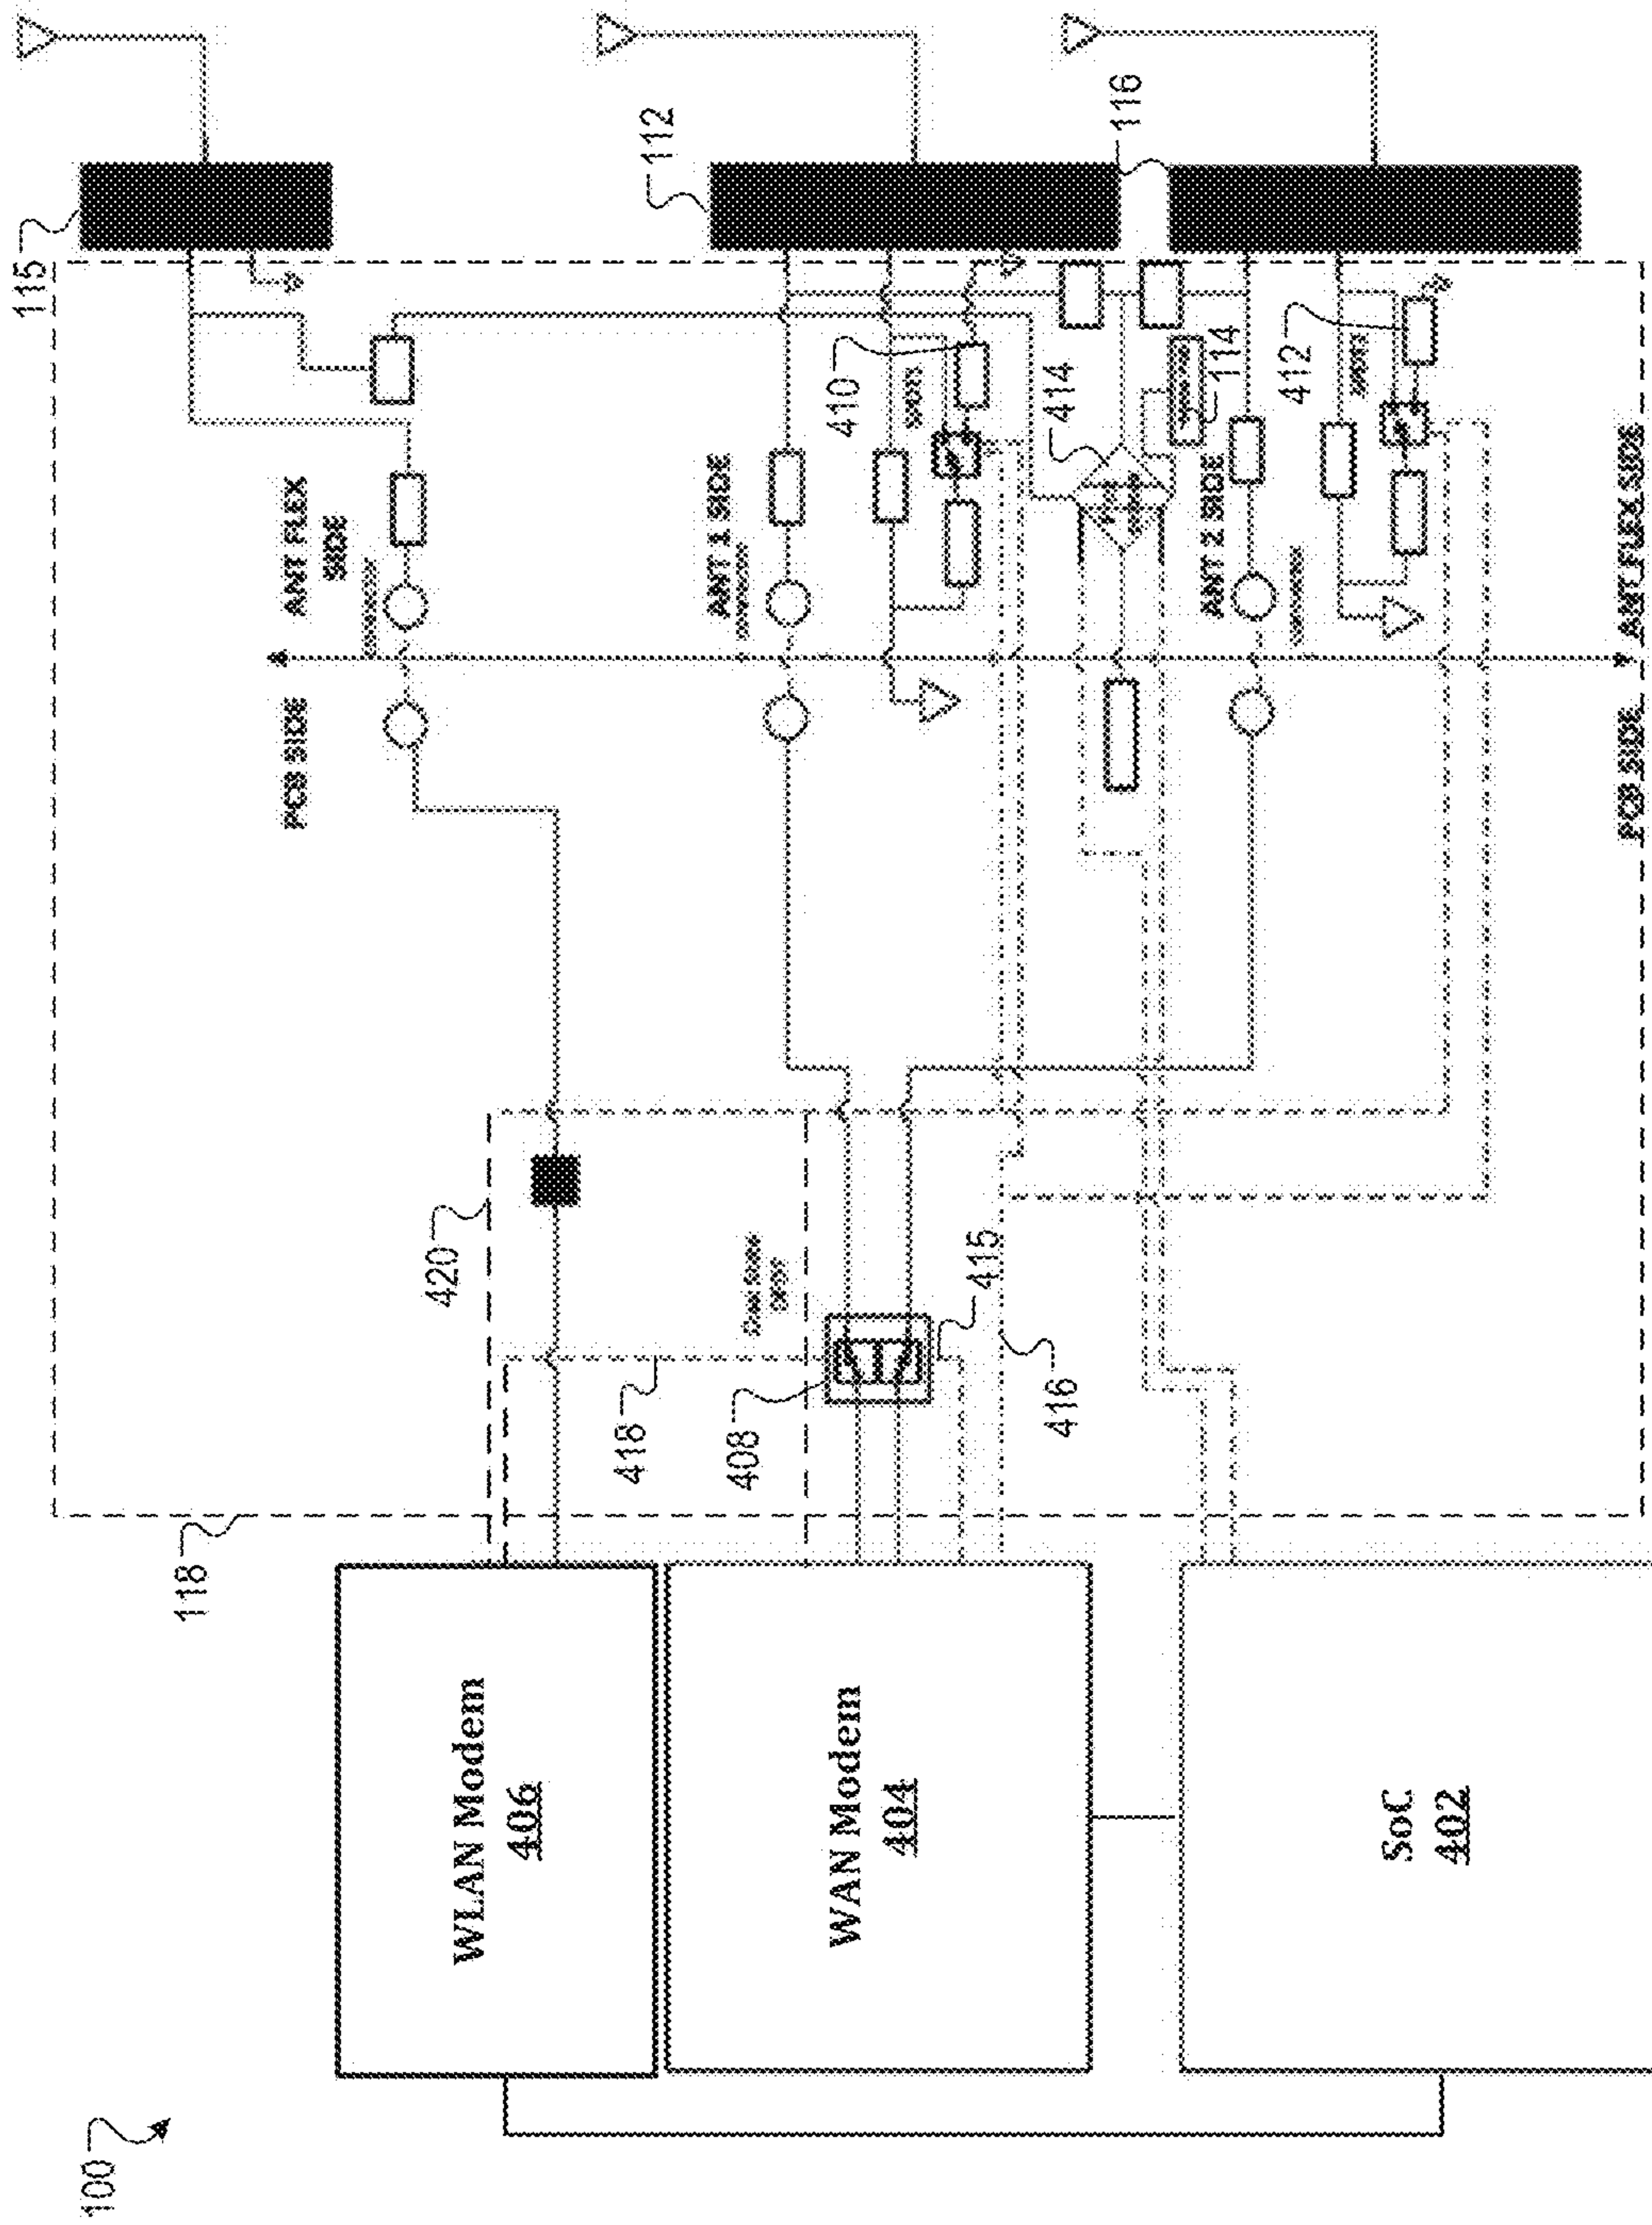 100
WLAN Modem
406
WAN Modem
404
SoC
402
118
420
418
408
415
416
PCB SIDE
ANT FLEX
SIDE
ANT 1 SIDE
ANT 2 SIDE
PCB SIDE
ANT FLEX SIDE
410
414
114
412
115
112
116